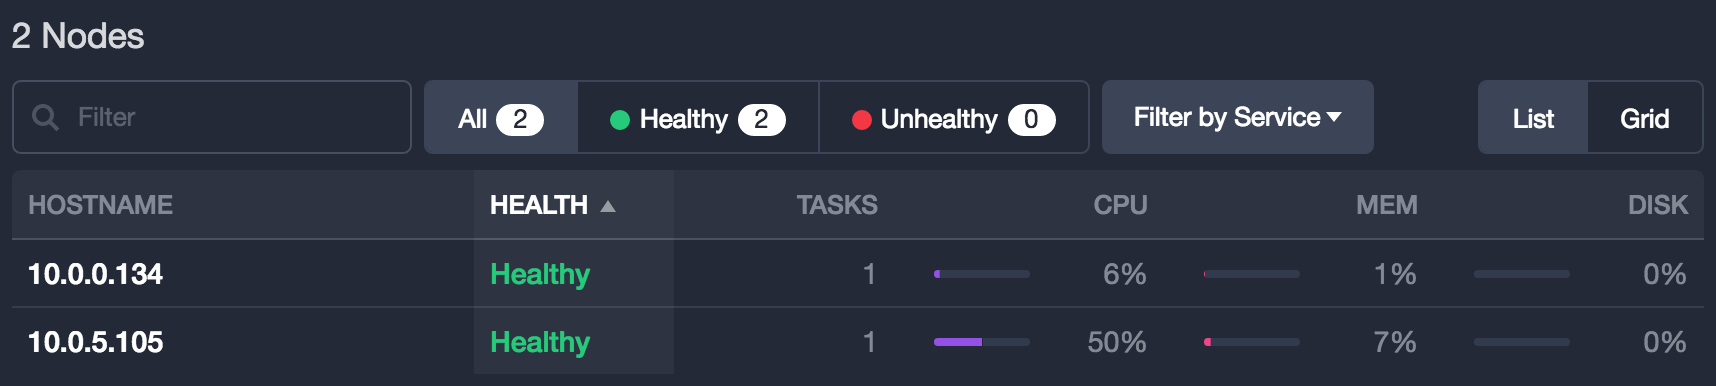 2 Nodes
Filter All 2 Healthy 2 Unhealthy 0 Filter by Service List Grid
HOSTNAME HEALTH TASKS CPU MEM DISK
10.0.0.134 Healthy 1 6% 1% 0%
10.0.5.105 Healthy 1 50% 7% 0%